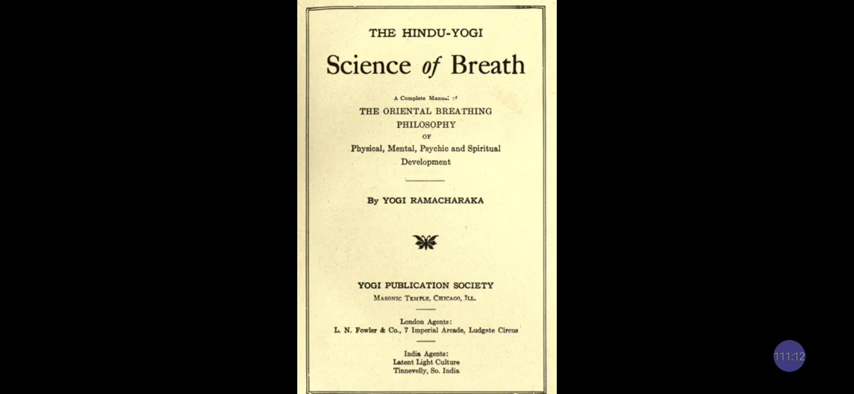 THE HINDU-YOGI
Science of Breath
A Complete Manual of
THE ORIENTAL BREATHING
PHILOSOPHY
OF
Physical, Mental, Psychic and Spiritual
Development
By YOGI RAMACHARAKA
YOGI PUBLICATION SOCIETY
MASONIC TEMPLE, CHICAGO, ILL.
London Agents:
L. N. Fowler & Co., 7 Imperial Arcade, Ludgate Circus
India Agents:
Latent Light Culture
Tinnevelly, So. India
111:12